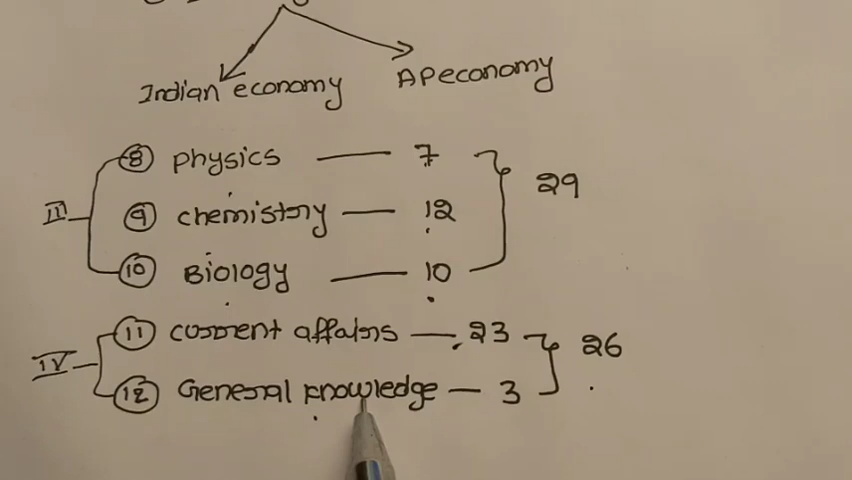 Indian economy APeconomy
8 physics — 7
III 9 chemistry — 12 29
10 Biology — 10
11 current affairs — 23
IV 26
12 General knowledge — 3